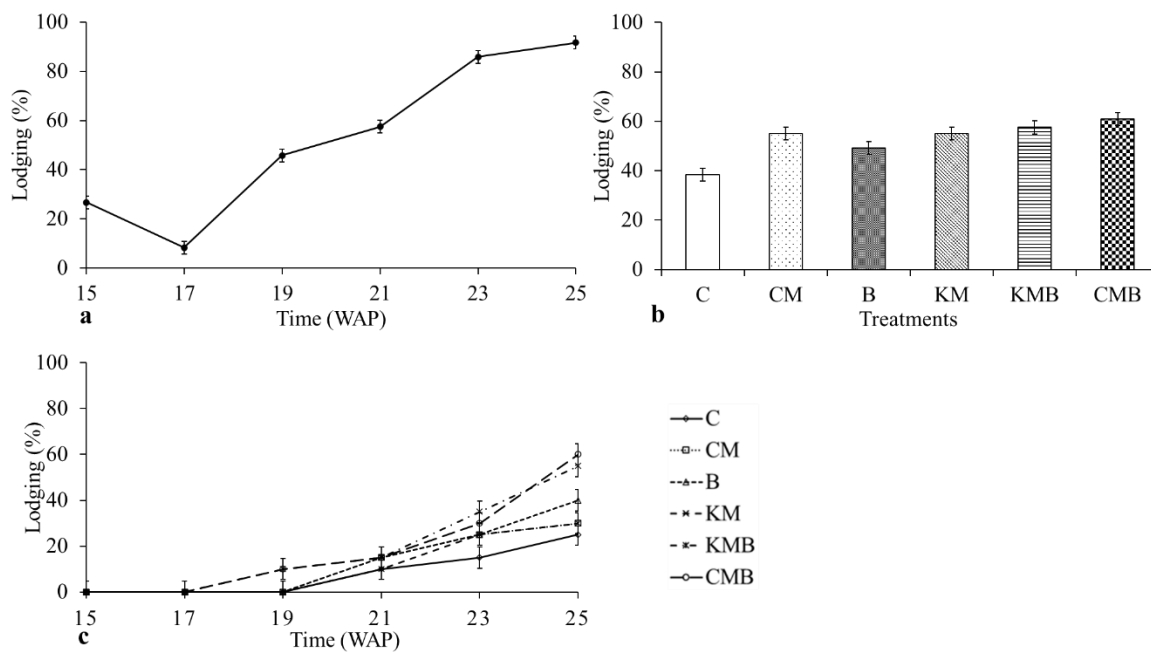 100
80
60
40
20
0
Lodging (%)
15 17 19 21 23 25
a
Time (WAP)
100
80
60
40
20
0
Lodging (%)
C CM B KM KMB CMB
b
Treatments
100
80
60
40
20
0
Lodging (%)
15 17 19 21 23 25
c
Time (WAP)
C
CM
B
KM
KMB
CMB